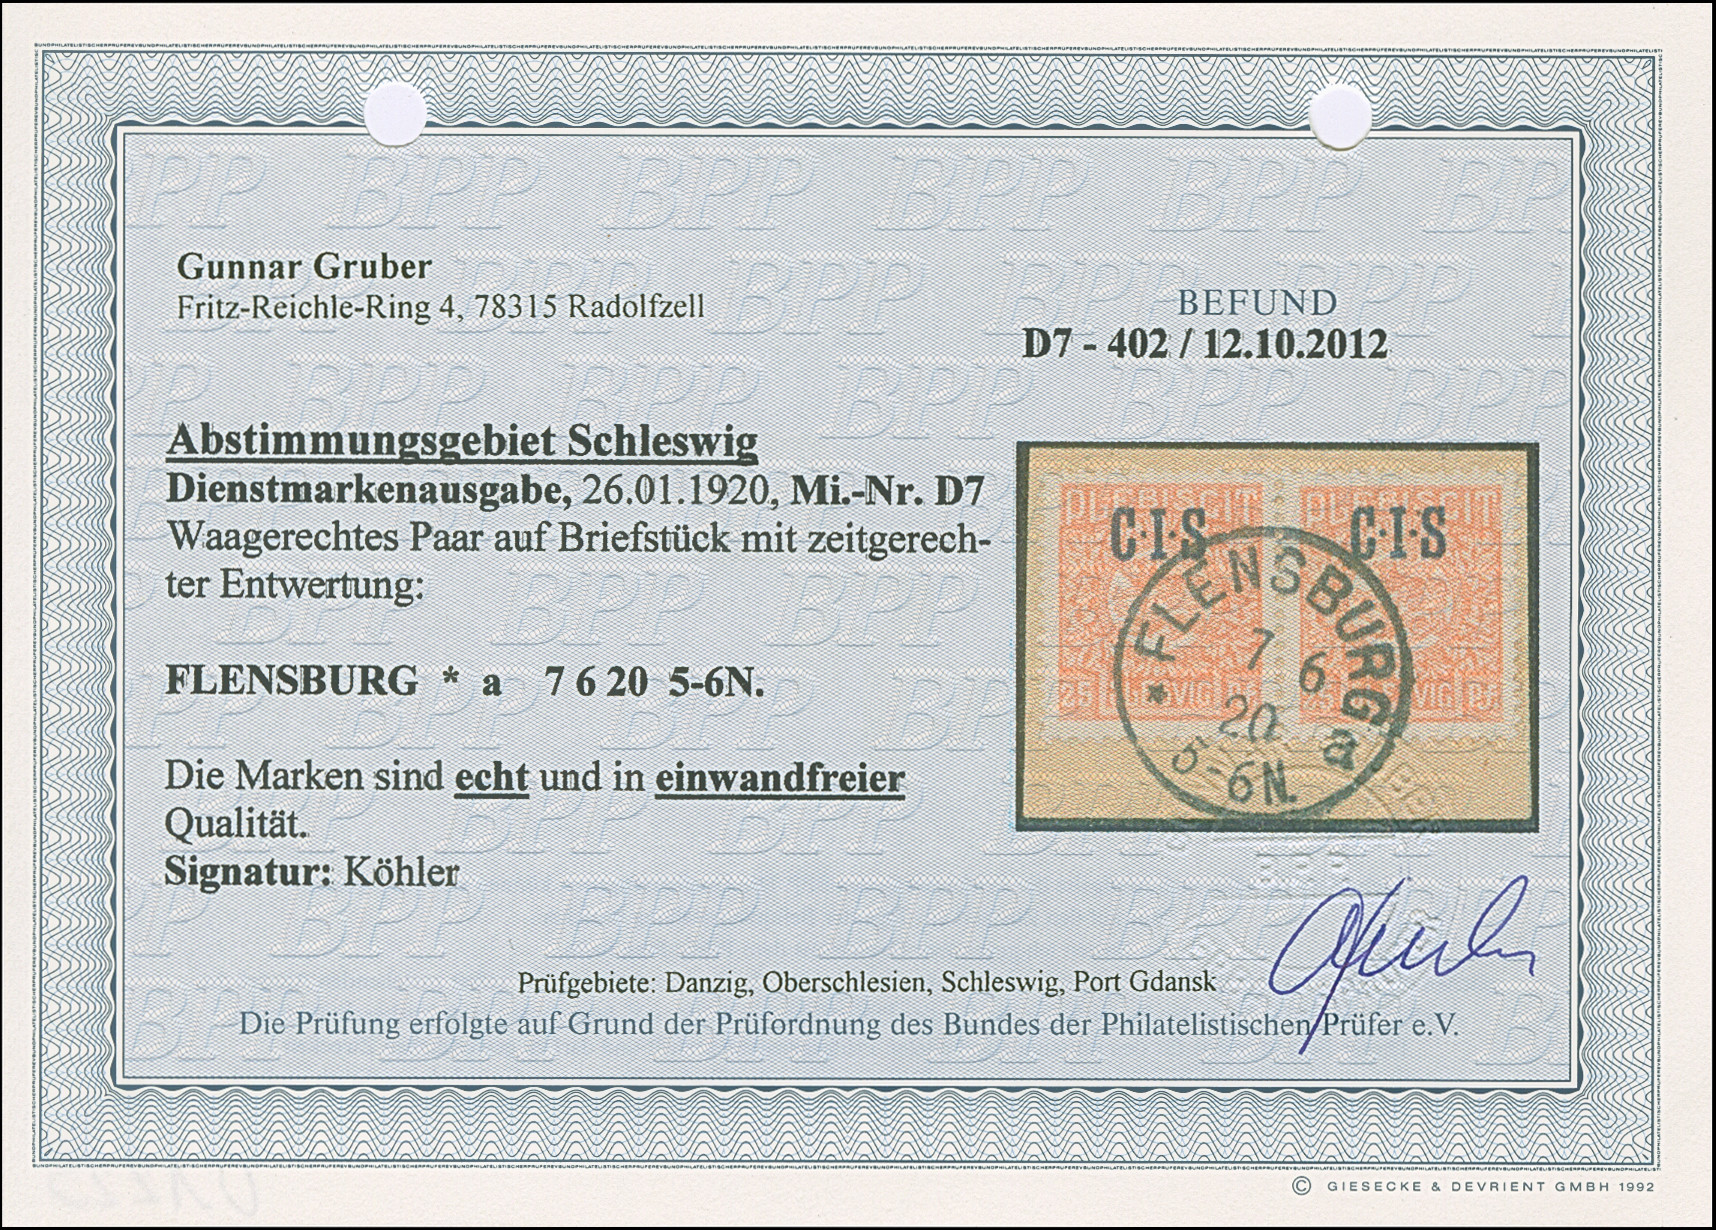 Gunnar Gruber
Fritz-Reichle-Ring 4, 78315 Radolfzell
BEFUND
D7 - 402 / 12.10.2012
Abstimmungsgebiet Schleswig
Dienstmarkenausgabe, 26.01.1920, Mi.-Nr. D7
Waagerechtes Paar auf Briefstück mit zeitgerech-
ter Entwertung:
FLENSBURG * a 7 6 20 5-6N.
Die Marken sind echt und in einwandfreier
Qualität.
Signatur: Köhler
PLEBISCIT PLEBISCIT
C·I·S C·I·S
* FLENSBURG a
7 6
20
5-6N.
Prüfgebiete: Danzig, Oberschlesien, Schleswig, Port Gdansk
Die Prüfung erfolgte auf Grund der Prüfordnung des Bundes der Philatelistischen Prüfer e.V.
© GIESECKE & DEVRIENT GMBH 1992